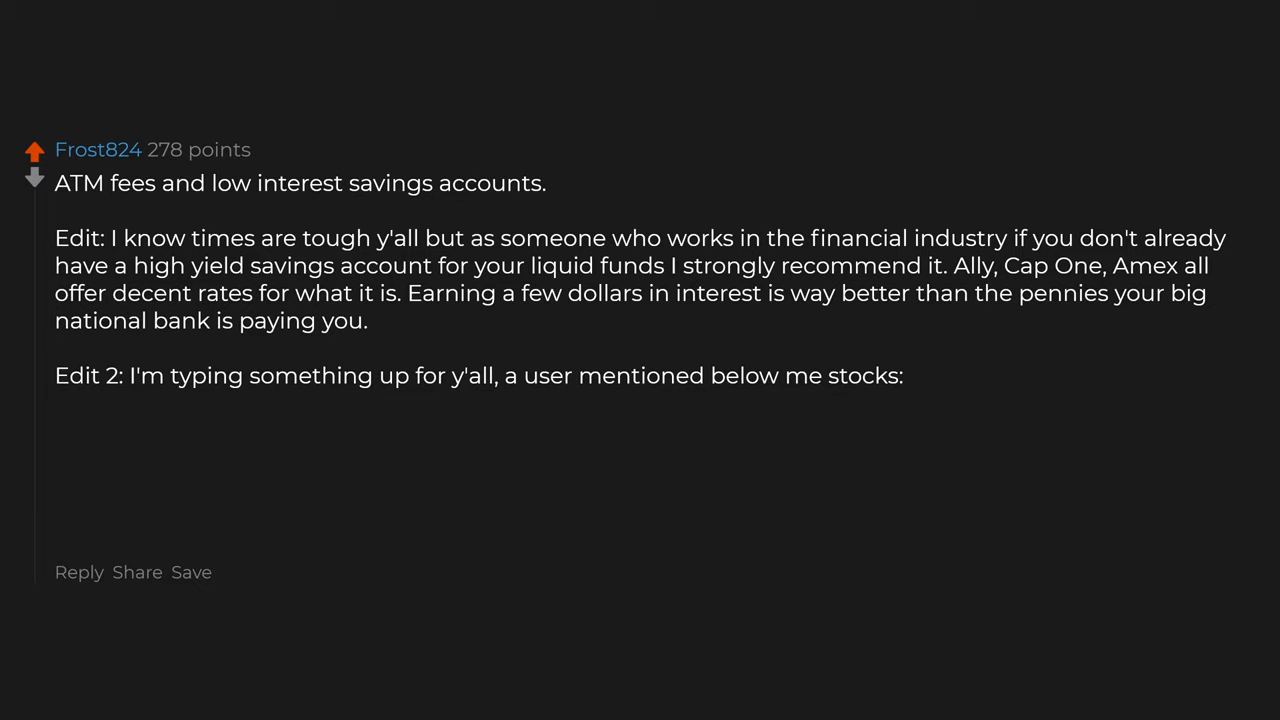 Frost824 278 points
ATM fees and low interest savings accounts.
Edit: I know times are tough y'all but as someone who works in the financial industry if you don't already
have a high yield savings account for your liquid funds I strongly recommend it. Ally, Cap One, Amex all
offer decent rates for what it is. Earning a few dollars in interest is way better than the pennies your big
national bank is paying you.
Edit 2: I'm typing something up for y'all, a user mentioned below me stocks:
Reply Share Save